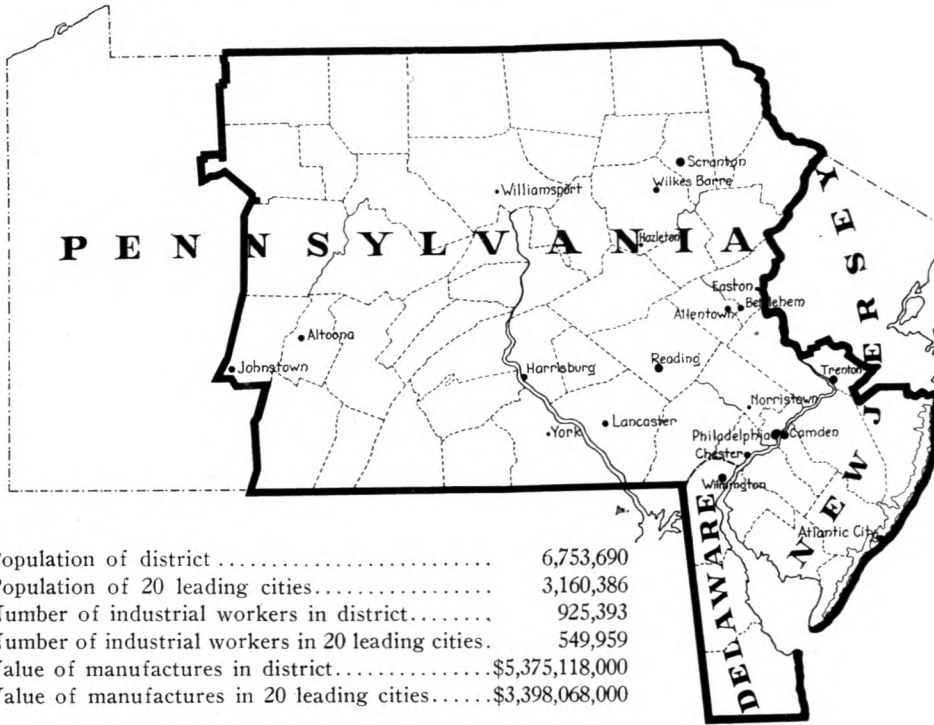 PENNSYLVANIA
NEW JERSEY
DELAWARE
Scranton
Wilkes Barre
Williamsport
Hazleton
Easton
Bethlehem
Allentown
Altoona
Johnstown
Harrisburg
Reading
Trenton
Norristown
Lancaster
York
Philadelphia
Camden
Chester
Wilmington
Atlantic City
opulation of district ........................... 6,753,690
opulation of 20 leading cities.................. 3,160,386
umber of industrial workers in district........ 925,393
umber of industrial workers in 20 leading cities. 549,959
alue of manufactures in district................$5,375,118,000
alue of manufactures in 20 leading cities......$3,398,068,000